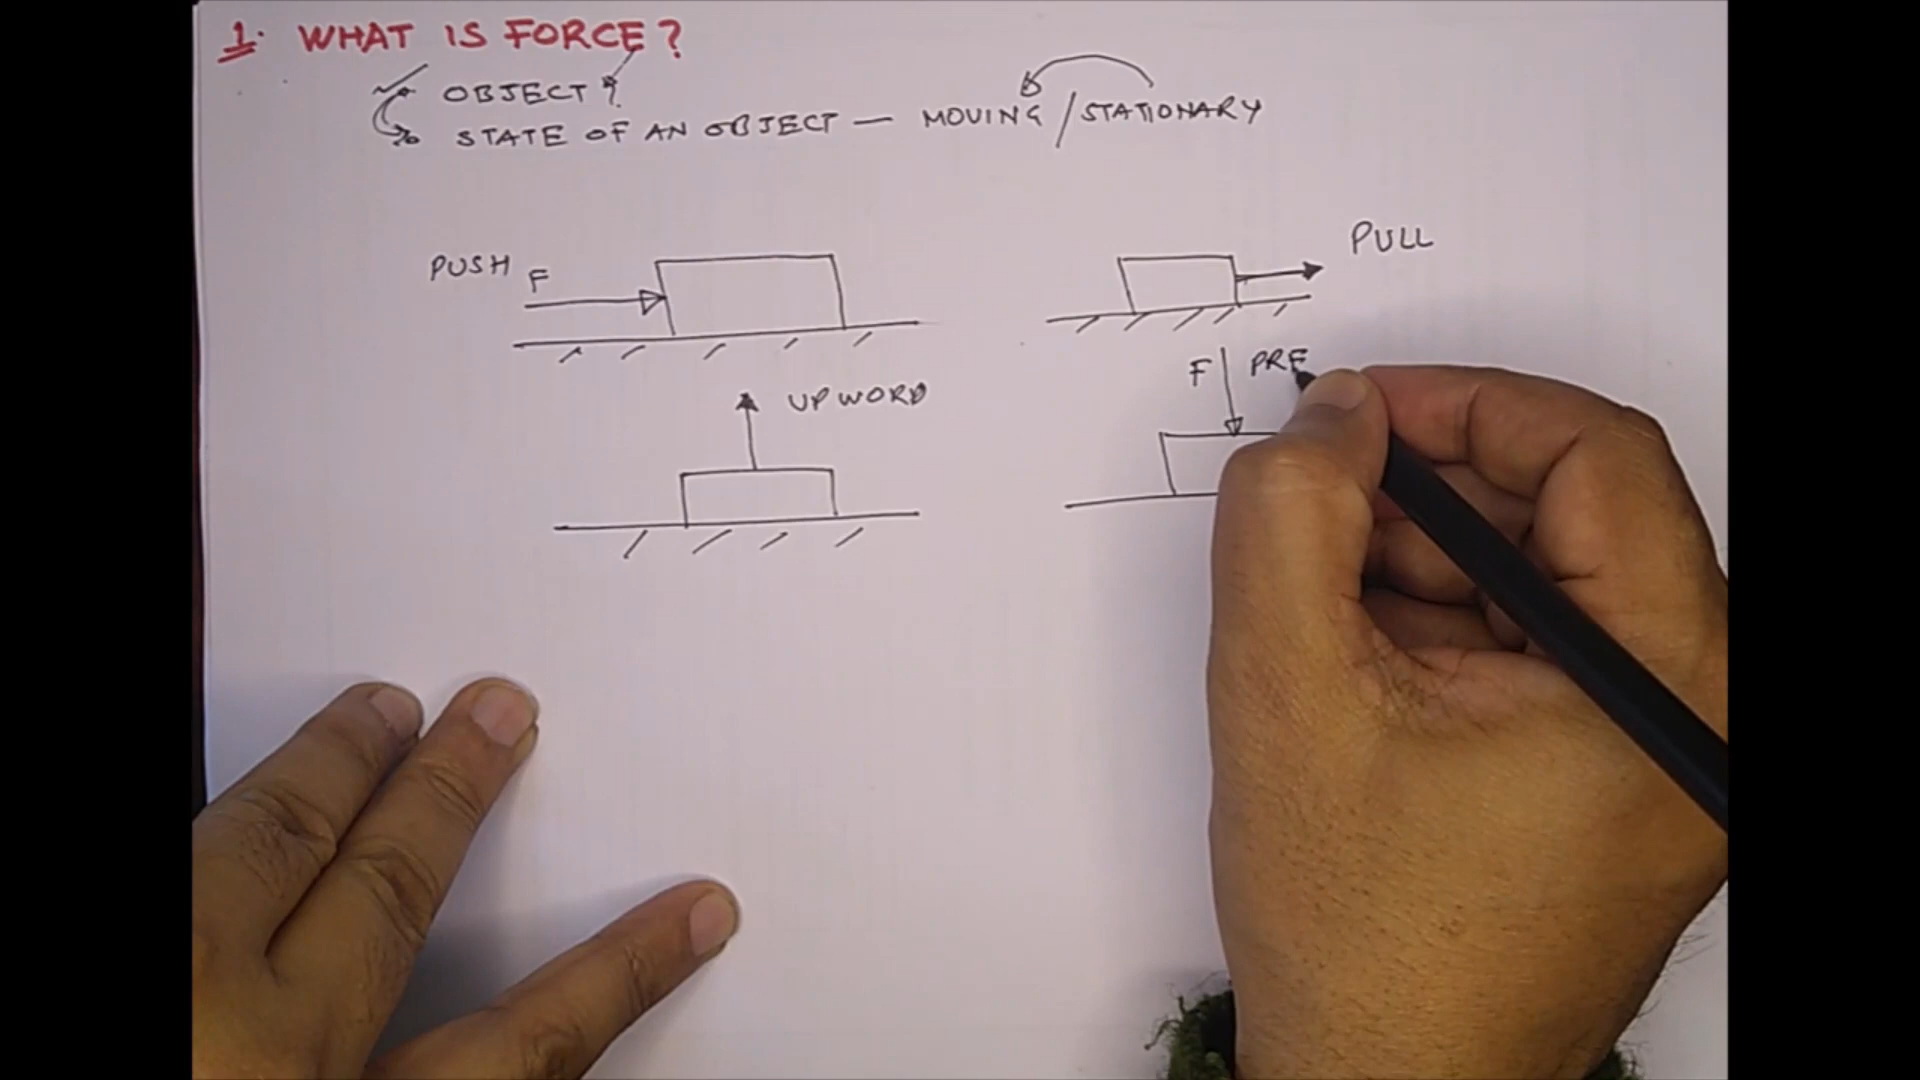 1. WHAT IS FORCE?
OBJECT?
STATE OF AN OBJECT — MOVING / STATIONARY
PUSH F
PULL
UPWORD
F PRE